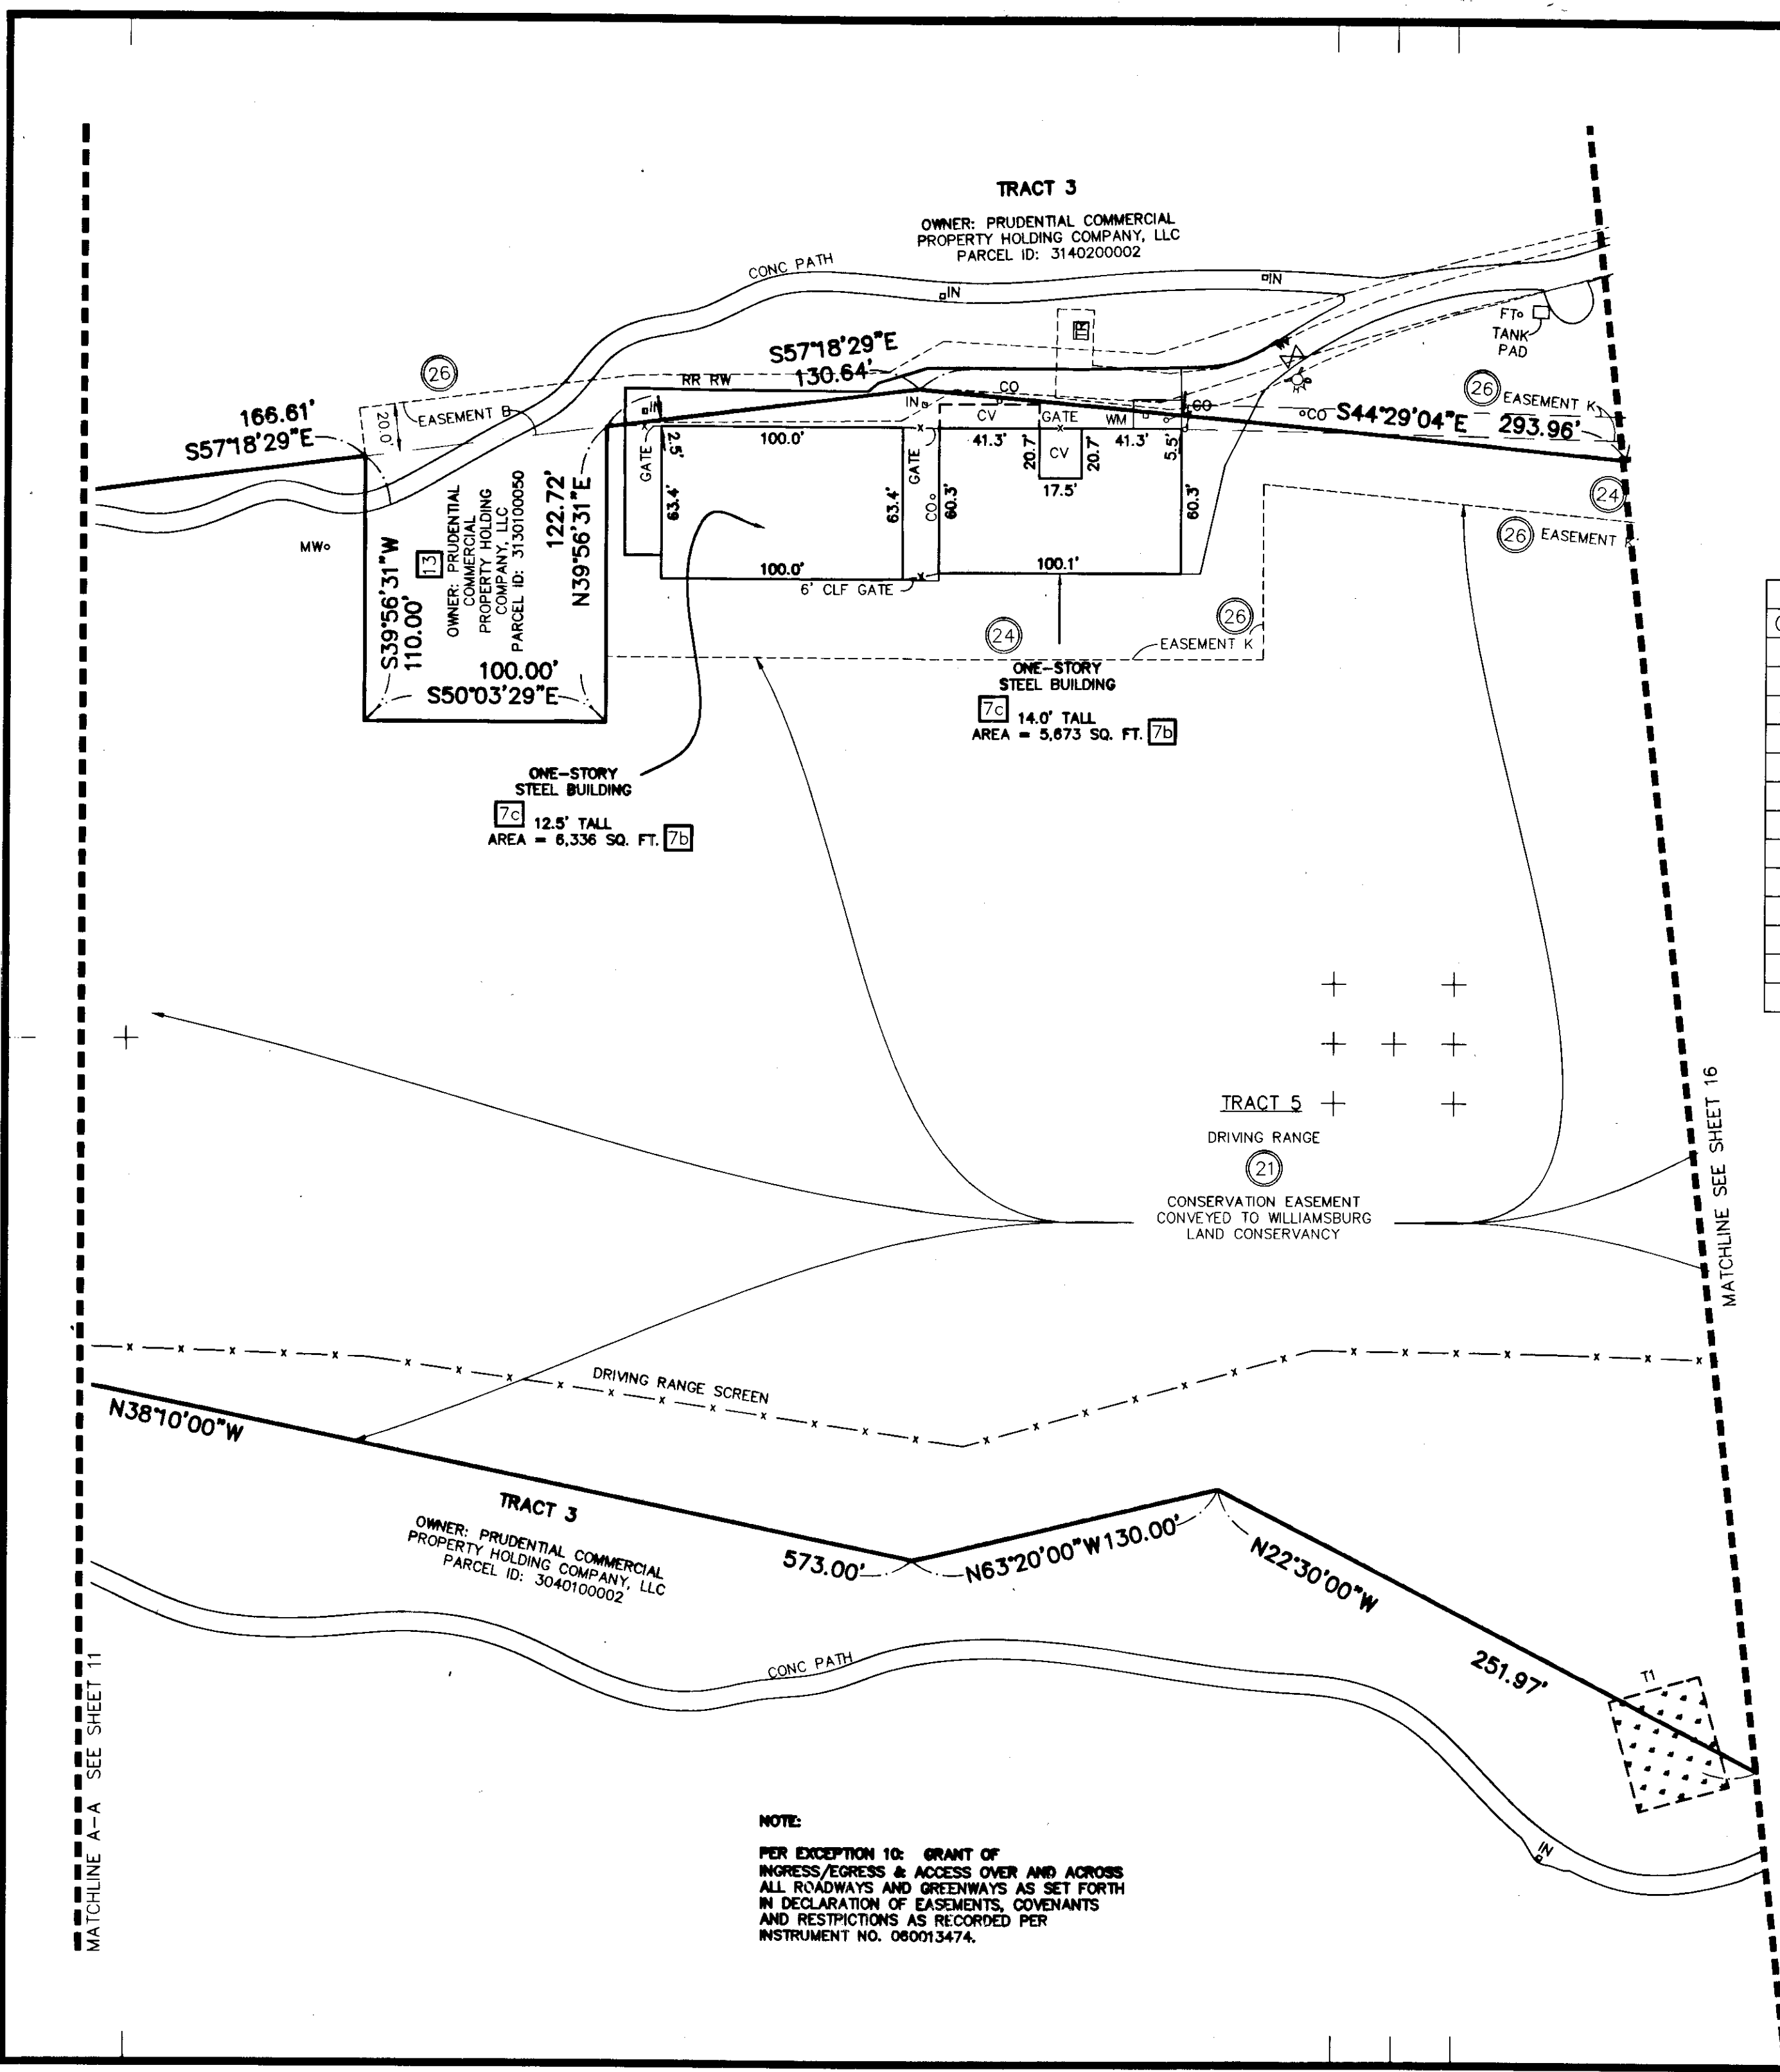 TRACT 3
OWNER: PRUDENTIAL COMMERCIAL
PROPERTY HOLDING COMPANY, LLC
PARCEL ID: 3140200002
CONC PATH
IN
IN
FT
TANK
PAD
S57°18'29"E
130.64'
RR RW
26
166.61'
S57°18'29"E
20.0'
EASEMENT B
IN
IN
CO
CV
GATE
WM
CO
CO
S44°29'04"E 293.96'
26
EASEMENT K
24
26
EASEMENT K
GATE
2.5'
100.0'
63.4'
63.4'
100.0'
GATE
CO
60.3'
41.3'
20.7'
CV
20.7'
17.5'
41.3'
5.5'
60.3'
100.1'
6' CLF GATE
MW
S39°56'31"W
110.00'
13
OWNER: PRUDENTIAL
COMMERCIAL
PROPERTY HOLDING
COMPANY, LLC
PARCEL ID: 3130100050
122.72'
N39°56'31"E
100.00'
S50°03'29"E
24
26
EASEMENT K
ONE-STORY
STEEL BUILDING
7c 14.0' TALL
AREA = 5,673 SQ. FT. 7b
ONE-STORY
STEEL BUILDING
7c 12.5' TALL
AREA = 6,336 SQ. FT. 7b
TRACT 5
DRIVING RANGE
21
CONSERVATION EASEMENT
CONVEYED TO WILLIAMSBURG
LAND CONSERVANCY
MATCHLINE SEE SHEET 16
DRIVING RANGE SCREEN
N38°10'00"W
573.00'
N63°20'00"W 130.00'
N22°30'00"W
251.97'
T1
TRACT 3
OWNER: PRUDENTIAL COMMERCIAL
PROPERTY HOLDING COMPANY, LLC
PARCEL ID: 3040100002
CONC PATH
IN
MATCHLINE A-A SEE SHEET 11
NOTE:
PER EXCEPTION 10: GRANT OF
INGRESS/EGRESS & ACCESS OVER AND ACROSS
ALL ROADWAYS AND GREENWAYS AS SET FORTH
IN DECLARATION OF EASEMENTS, COVENANTS
AND RESTRICTIONS AS RECORDED PER
INSTRUMENT NO. 060013474.